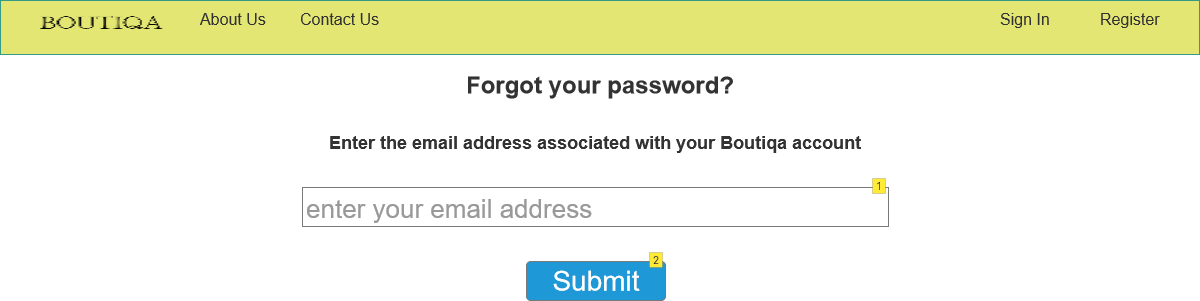 BOUTIQA About Us Contact Us Sign In Register
Forgot your password?
Enter the email address associated with your Boutiqa account
1
enter your email address
2
Submit